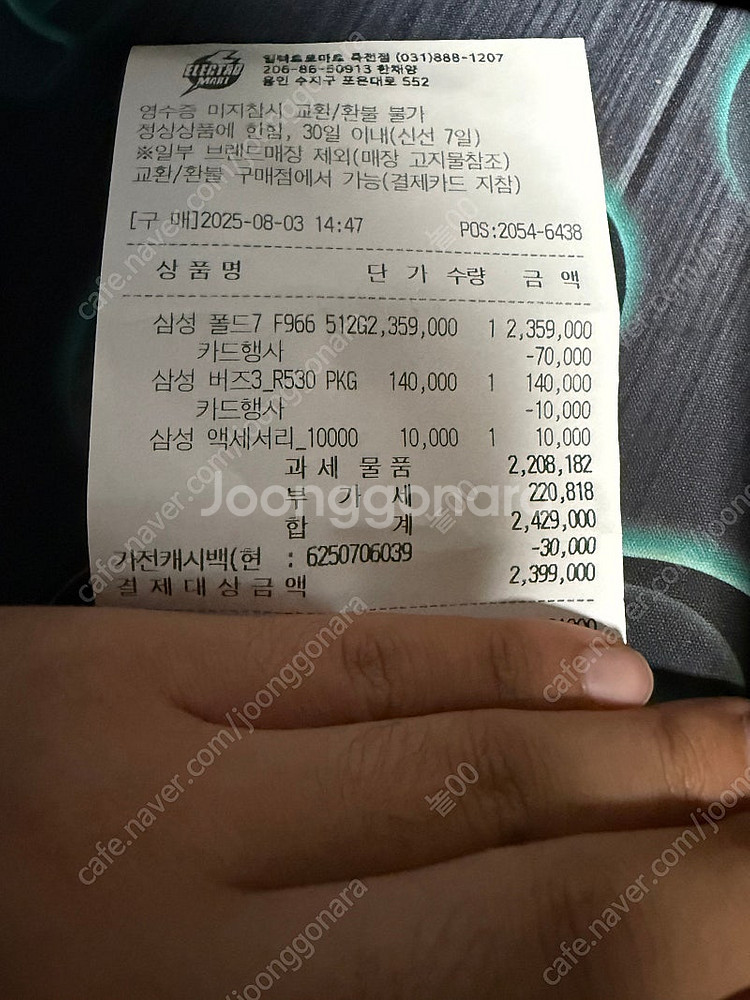 ELECTRO
MART
일렉트로마트 죽전점 (031)888-1207
206-86-50913 한채양
용인 수지구 포은대로 552
영수증 미지참시 교환/환불 불가
정상상품에 한함, 30일 이내(신선 7일)
※일부 브랜드매장 제외(매장 고지물참조)
교환/환불 구매점에서 가능(결제카드 지참)
[구 매]2025-08-03 14:47 POS:2054-6438
상 품 명 단 가 수량 금 액
삼성 폴드7 F966 512G2,359,000 1 2,359,000
카드행사 -70,000
삼성 버즈3_R530 PKG 140,000 1 140,000
카드행사 -10,000
삼성 액세서리_10000 10,000 1 10,000
과 세 물 품 2,208,182
부 가 세 220,818
합 계 2,429,000
가전캐시백(현 : 6250706039 -30,000
결 제 대 상 금 액 2,399,000
Joonggonara
cafe.naver.com/joonggonara
늘00